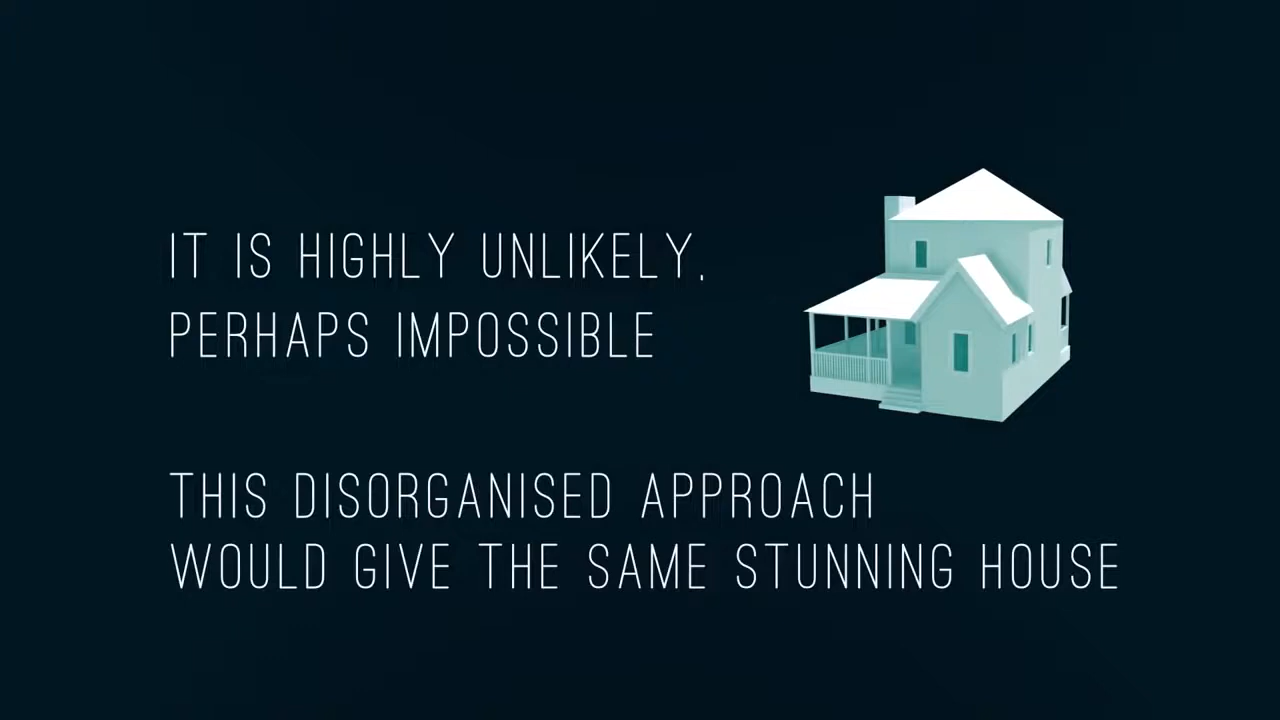 IT IS HIGHLY UNLIKELY,
PERHAPS IMPOSSIBLE
THIS DISORGANISED APPROACH
WOULD GIVE THE SAME STUNNING HOUSE